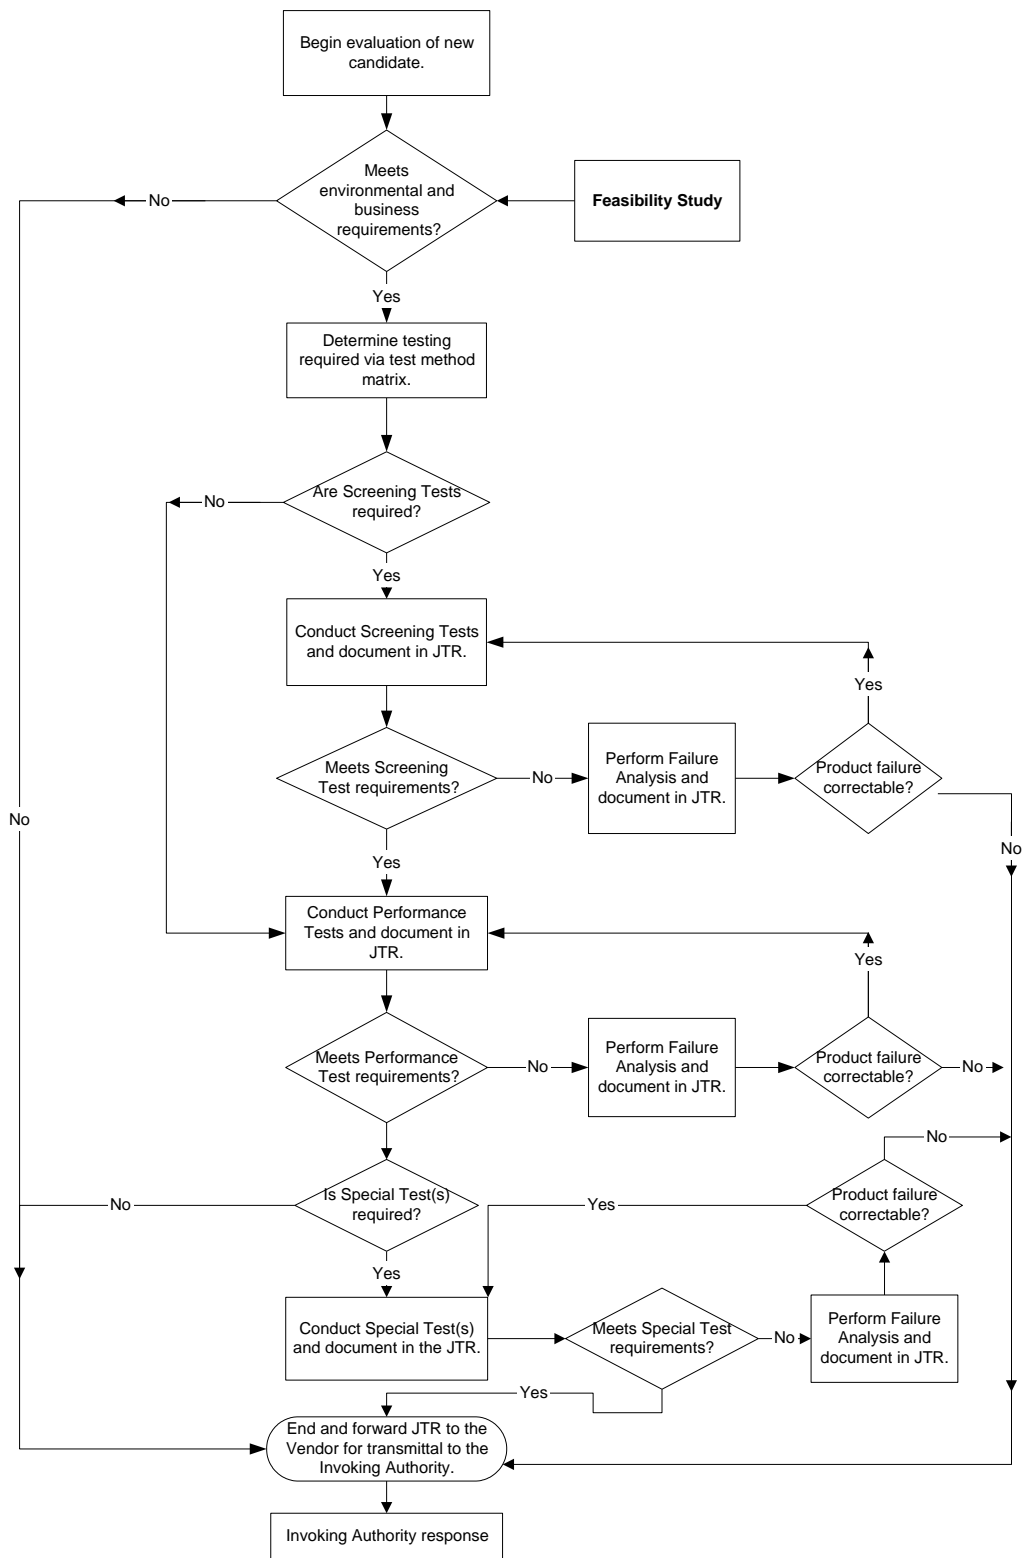 Begin evaluation of new
candidate.
Meets
environmental and
business
requirements?
No
Feasibility Study
Yes
Determine testing
required via test method
matrix.
Are Screening Tests
required?
No
Yes
Conduct Screening Tests
and document in JTR.
Yes
Meets Screening
Test requirements?
No
Perform Failure
Analysis and
document in JTR.
Product failure
correctable?
No
No
Yes
Conduct Performance
Tests and document in
JTR.
Yes
Meets Performance
Test requirements?
No
Perform Failure
Analysis and
document in JTR.
Product failure
correctable?
No
No
Is Special Test(s)
required?
No
Yes
Product failure
correctable?
Yes
Conduct Special Test(s)
and document in the JTR.
Meets Special Test
requirements?
No
Perform Failure
Analysis and
document in JTR.
Yes
End and forward JTR to the
Vendor for transmittal to the
Invoking Authority.
Invoking Authority response